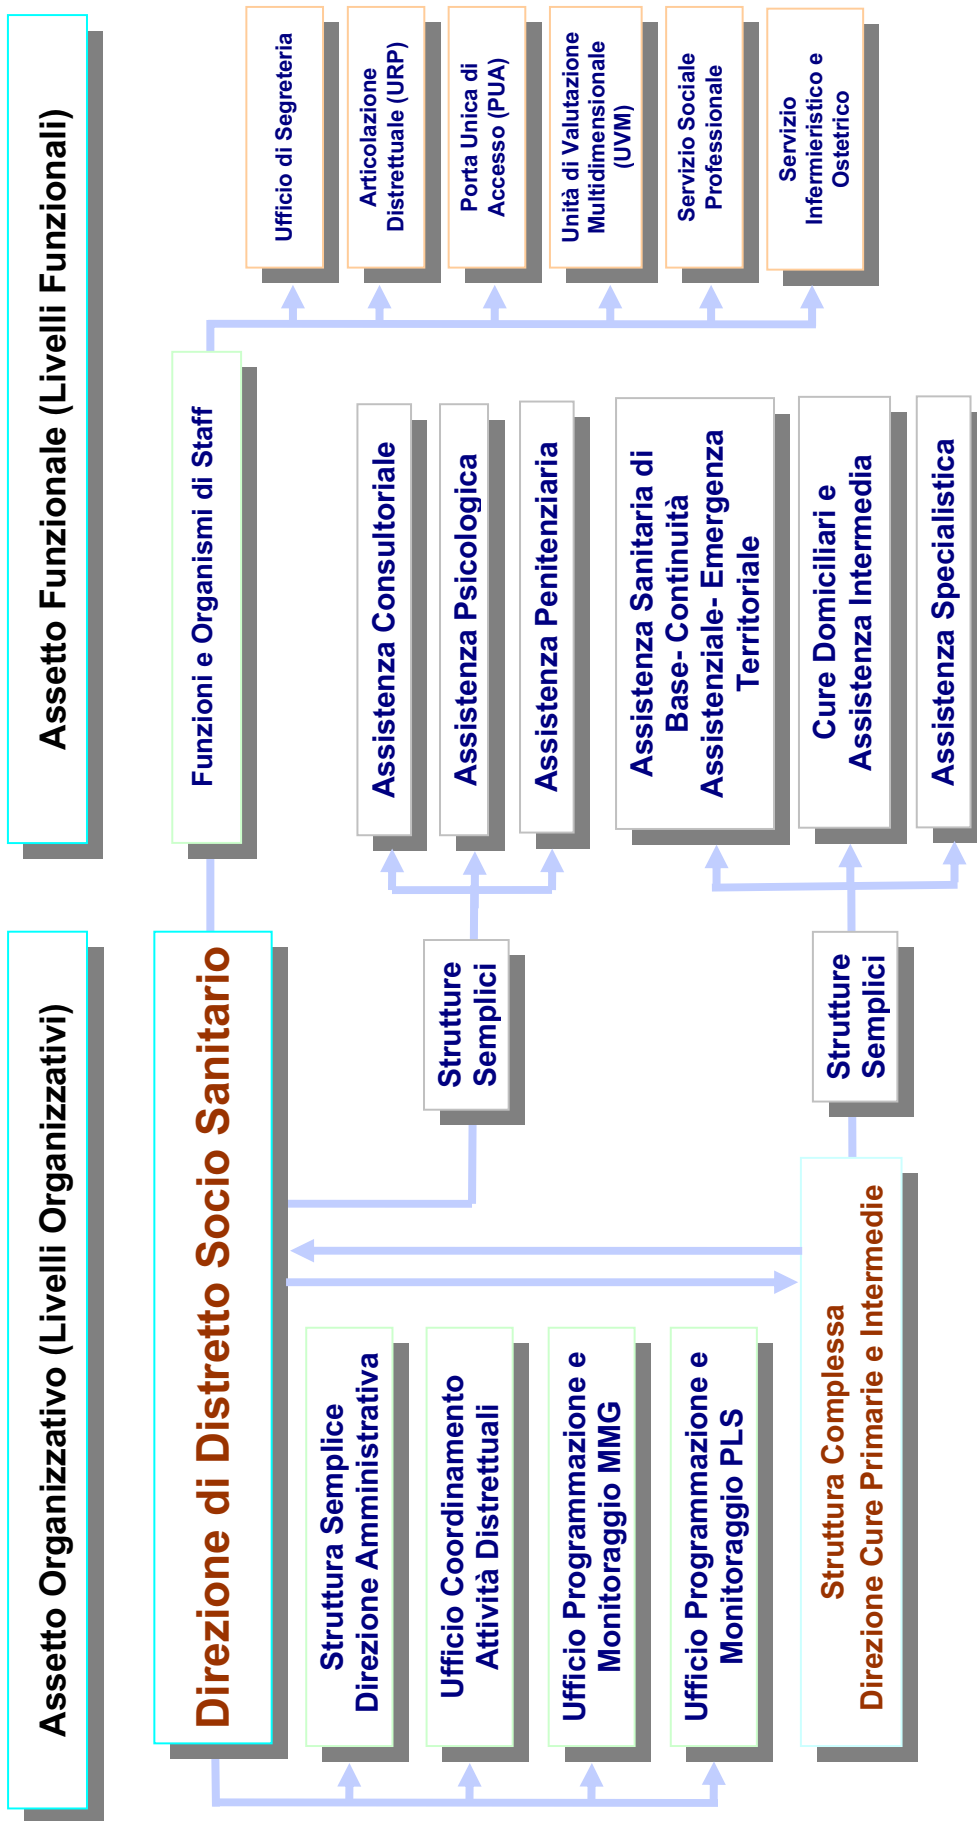 Assetto Organizzativo (Livelli Organizzativi)
Assetto Funzionale (Livelli Funzionali)
Direzione di Distretto Socio Sanitario
Funzioni e Organismi di Staff
Ufficio di Segreteria
Articolazione
Distrettuale (URP)
Porta Unica di
Accesso (PUA)
Unità di Valutazione
Multidimensionale
(UVM)
Servizio Sociale
Professionale
Servizio
Infermieristico e
Ostetrico
Struttura Semplice
Direzione Amministrativa
Ufficio Coordinamento
Attività Distrettuali
Ufficio Programmazione e
Monitoraggio MMG
Ufficio Programmazione e
Monitoraggio PLS
Strutture
Semplici
Assistenza Consultoriale
Assistenza Psicologica
Assistenza Penitenziaria
Struttura Complessa
Direzione Cure Primarie e Intermedie
Strutture
Semplici
Assistenza Sanitaria di
Base- Continuità
Assistenziale- Emergenza
Territoriale
Cure Domiciliari e
Assistenza Intermedia
Assistenza Specialistica